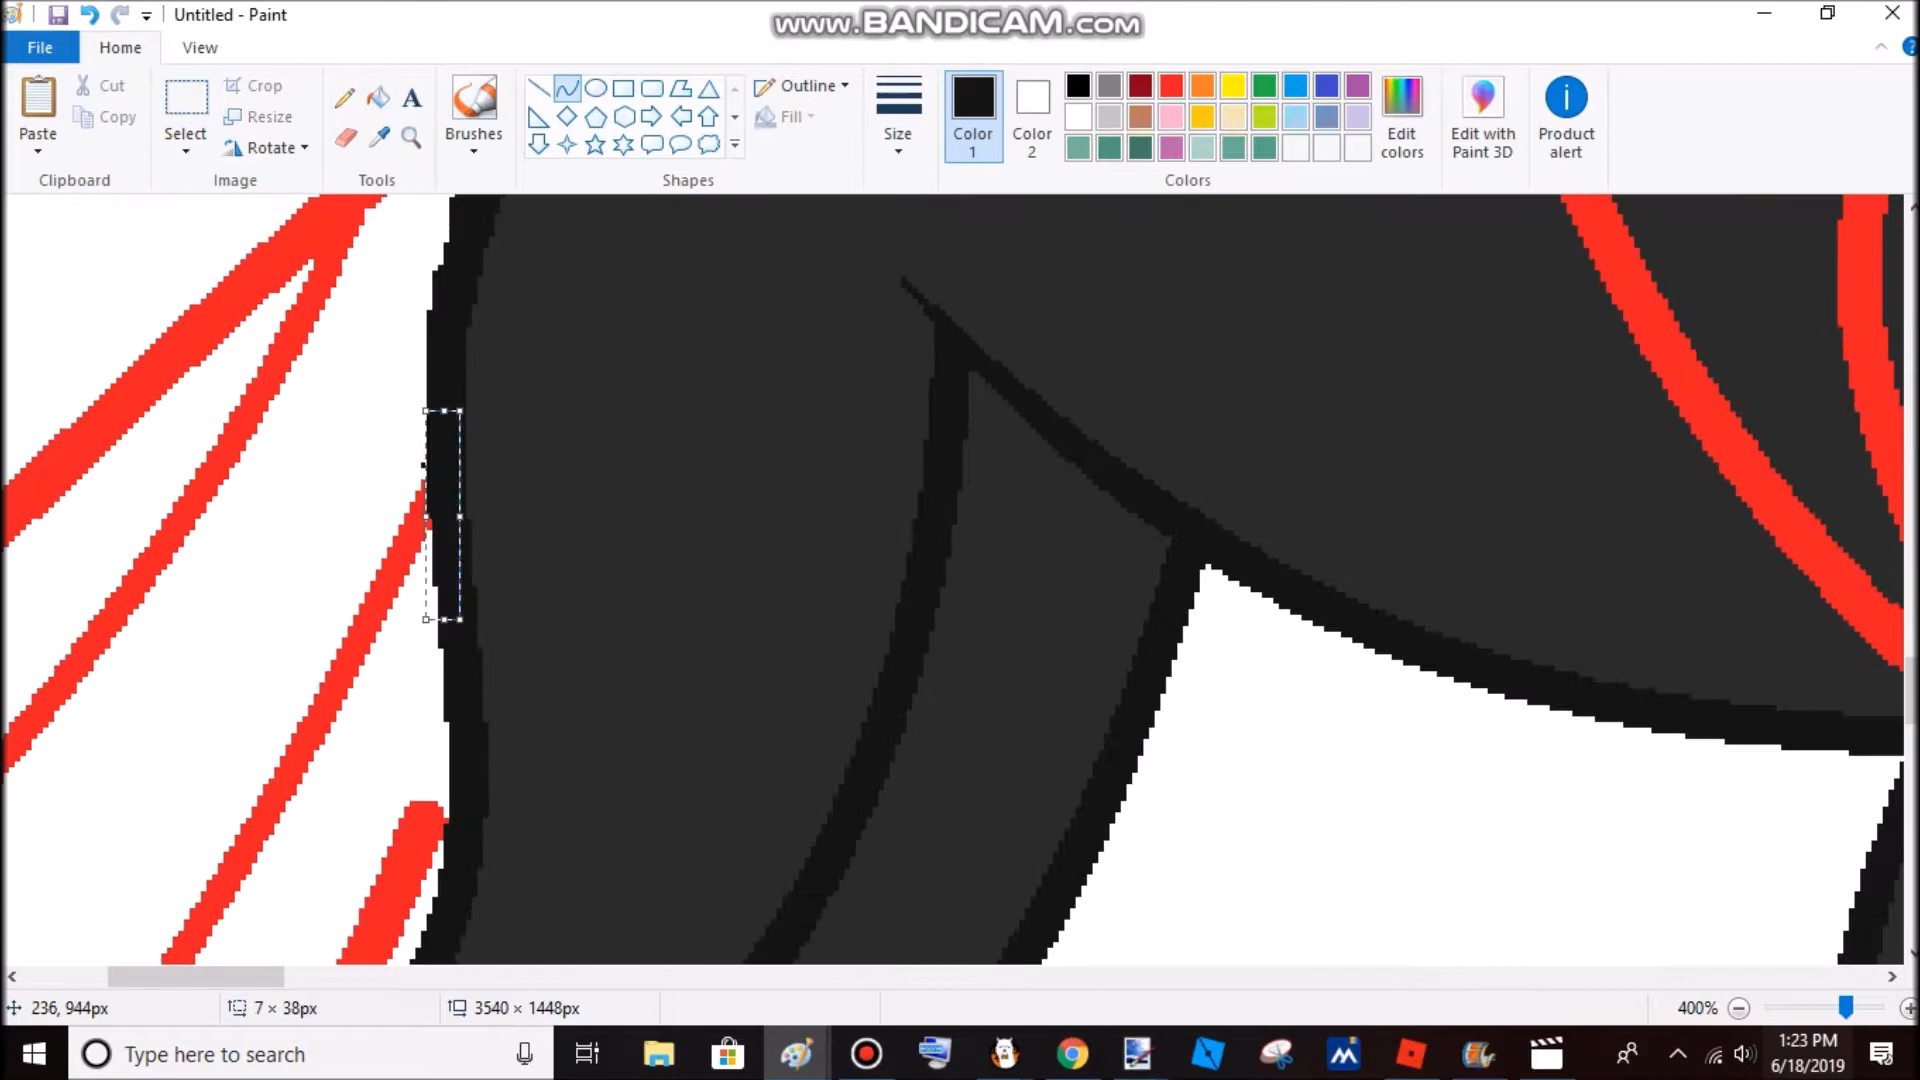 Untitled - Paint
www.BANDICAM.com
File
Home
View
Paste
Cut
Copy
Clipboard
Select
Crop
Resize
Rotate
Image
A
Tools
Brushes
Outline
Fill
Shapes
Size
Color
1
Color
2
Edit
colors
Colors
Edit with
Paint 3D
Product
alert
236, 944px
7 × 38px
3540 × 1448px
400%
Type here to search
1:23 PM
6/18/2019